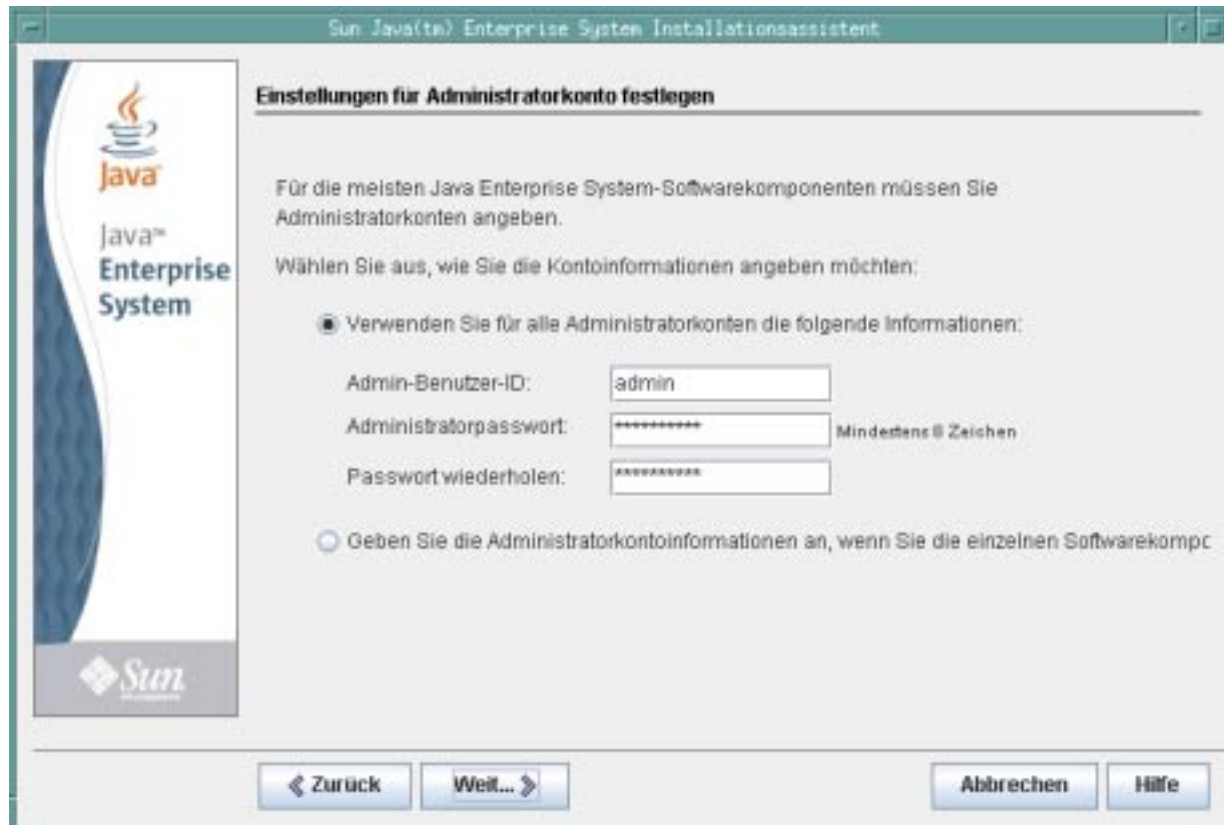 Sun Java(tm) Enterprise System Installationsassistent
Java
Java™
Enterprise
System
Sun
Einstellungen für Administratorkonto festlegen
Für die meisten Java Enterprise System-Softwarekomponenten müssen Sie
Administratorkonten angeben.
Wählen Sie aus, wie Sie die Kontoinformationen angeben möchten:
Verwenden Sie für alle Administratorkonten die folgende Informationen:
Admin-Benutzer-ID: admin
Administratorpasswort: ********** Mindestens 8 Zeichen
Passwort wiederholen: **********
Geben Sie die Administratorkontoinformationen an, wenn Sie die einzelnen Softwarekompc
Zurück Weit... Abbrechen Hilfe